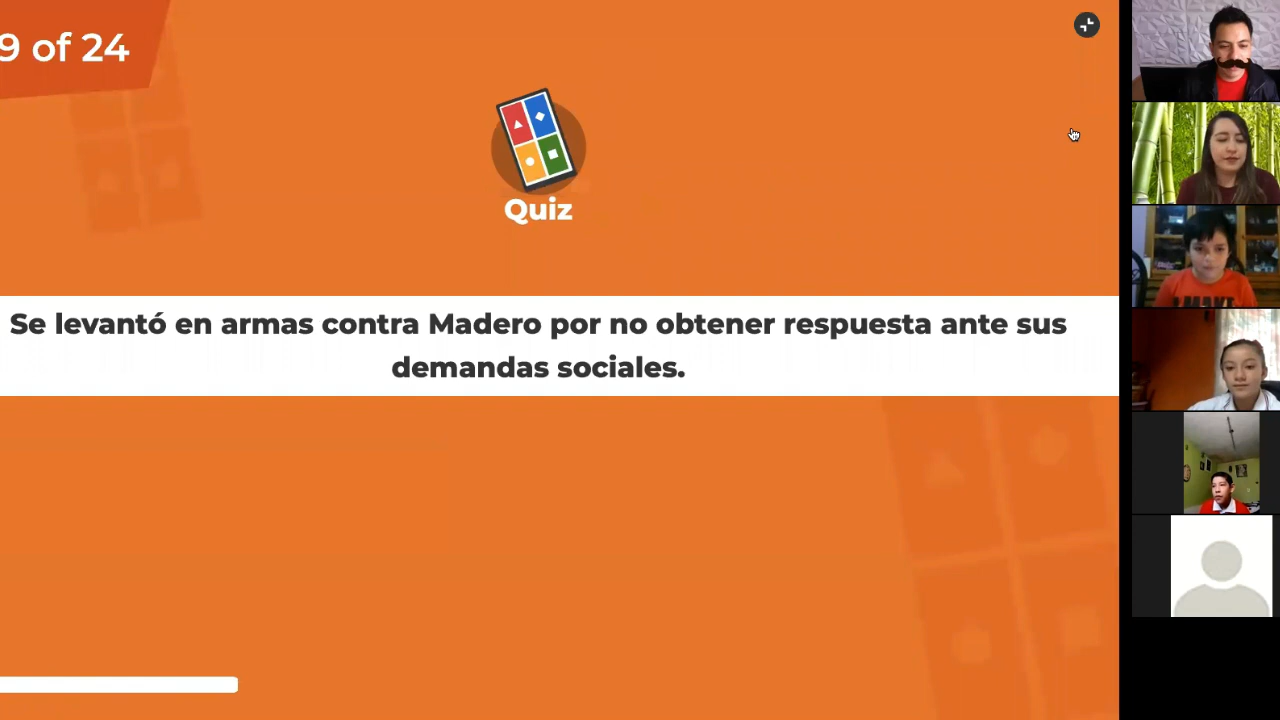 9 of 24
Quiz
Se levantó en armas contra Madero por no obtener respuesta ante sus
demandas sociales.